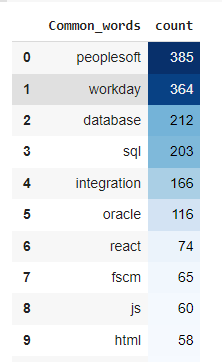 Common_words count
0 peoplesoft 385
1 workday 364
2 database 212
3 sql 203
4 integration 166
5 oracle 116
6 react 74
7 fscm 65
8 js 60
9 html 58